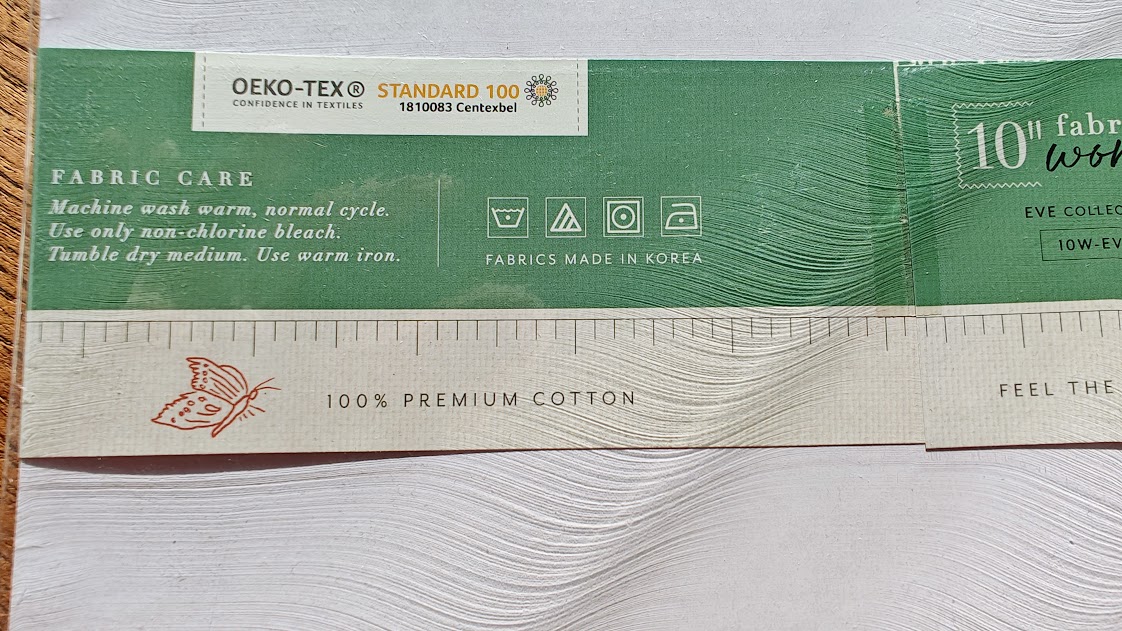 OEKO-TEX® STANDARD 100
CONFIDENCE IN TEXTILES 1810083 Centexbel
FABRIC CARE
Machine wash warm, normal cycle.
Use only non-chlorine bleach.
Tumble dry medium. Use warm iron.
FABRICS MADE IN KOREA
100% PREMIUM COTTON
10"
EVE
10W-EV
FEEL THE